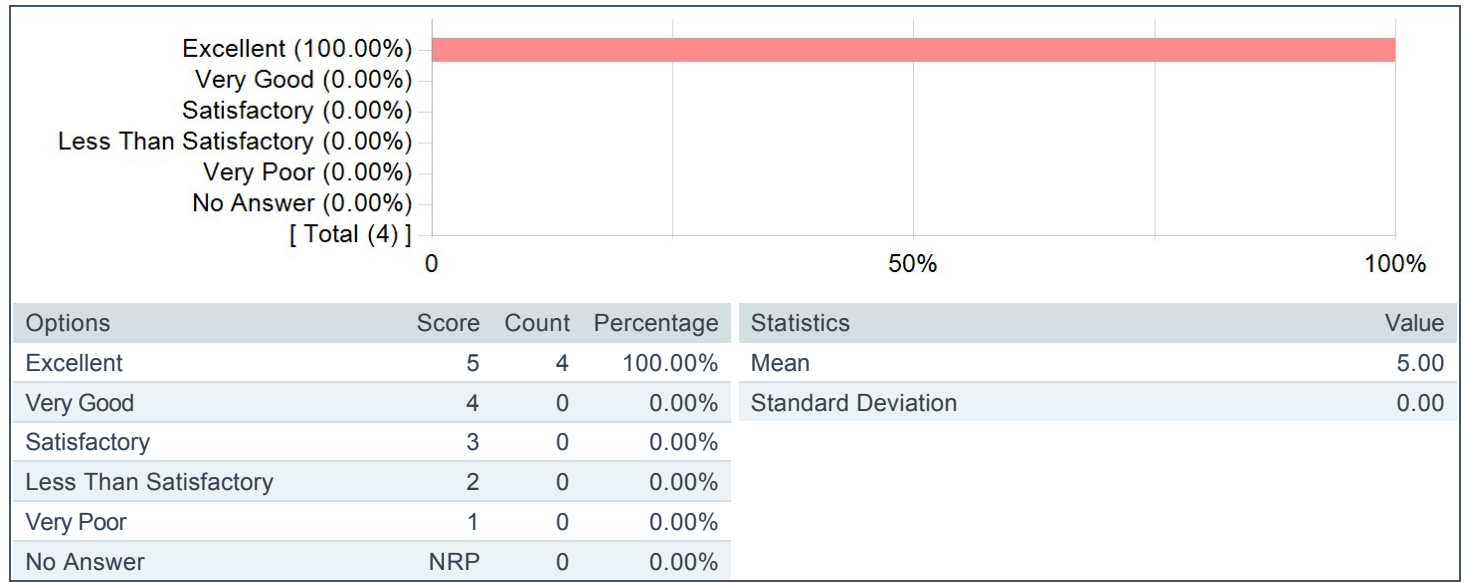 Excellent (100.00%)
Very Good (0.00%)
Satisfactory (0.00%)
Less Than Satisfactory (0.00%)
Very Poor (0.00%)
No Answer (0.00%)
[ Total (4) ]
0 50% 100%
Options Score Count Percentage
Excellent 5 4 100.00%
Very Good 4 0 0.00%
Satisfactory 3 0 0.00%
Less Than Satisfactory 2 0 0.00%
Very Poor 1 0 0.00%
No Answer NRP 0 0.00%
Statistics Value
Mean 5.00
Standard Deviation 0.00